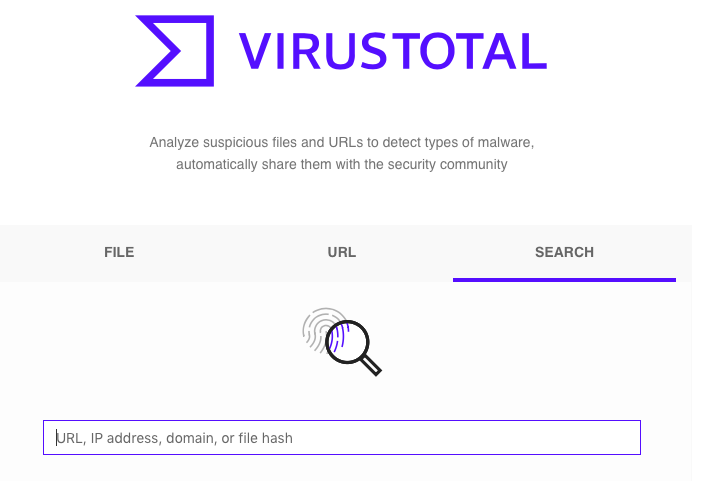 VIRUSTOTAL
Analyze suspicious files and URLs to detect types of malware,
automatically share them with the security community
FILE
URL
SEARCH
URL, IP address, domain, or file hash